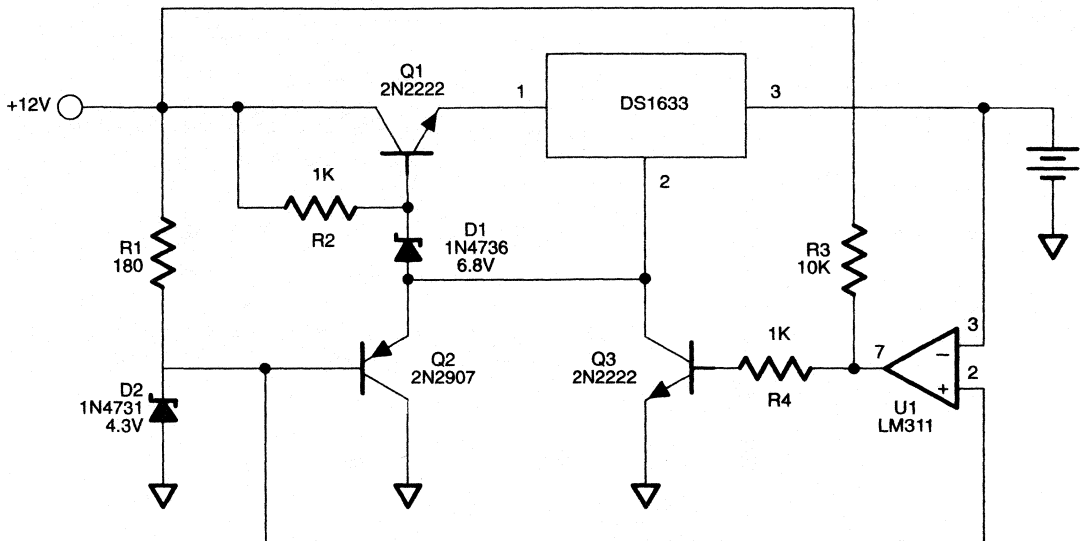 Q1
2N2222
+12V
1
DS1633
3
2
1K
R2
D1
1N4736
6.8V
R1
180
R3
10K
1K
R4
Q2
2N2907
Q3
2N2222
7
3
−
2
+
U1
LM311
D2
1N4731
4.3V